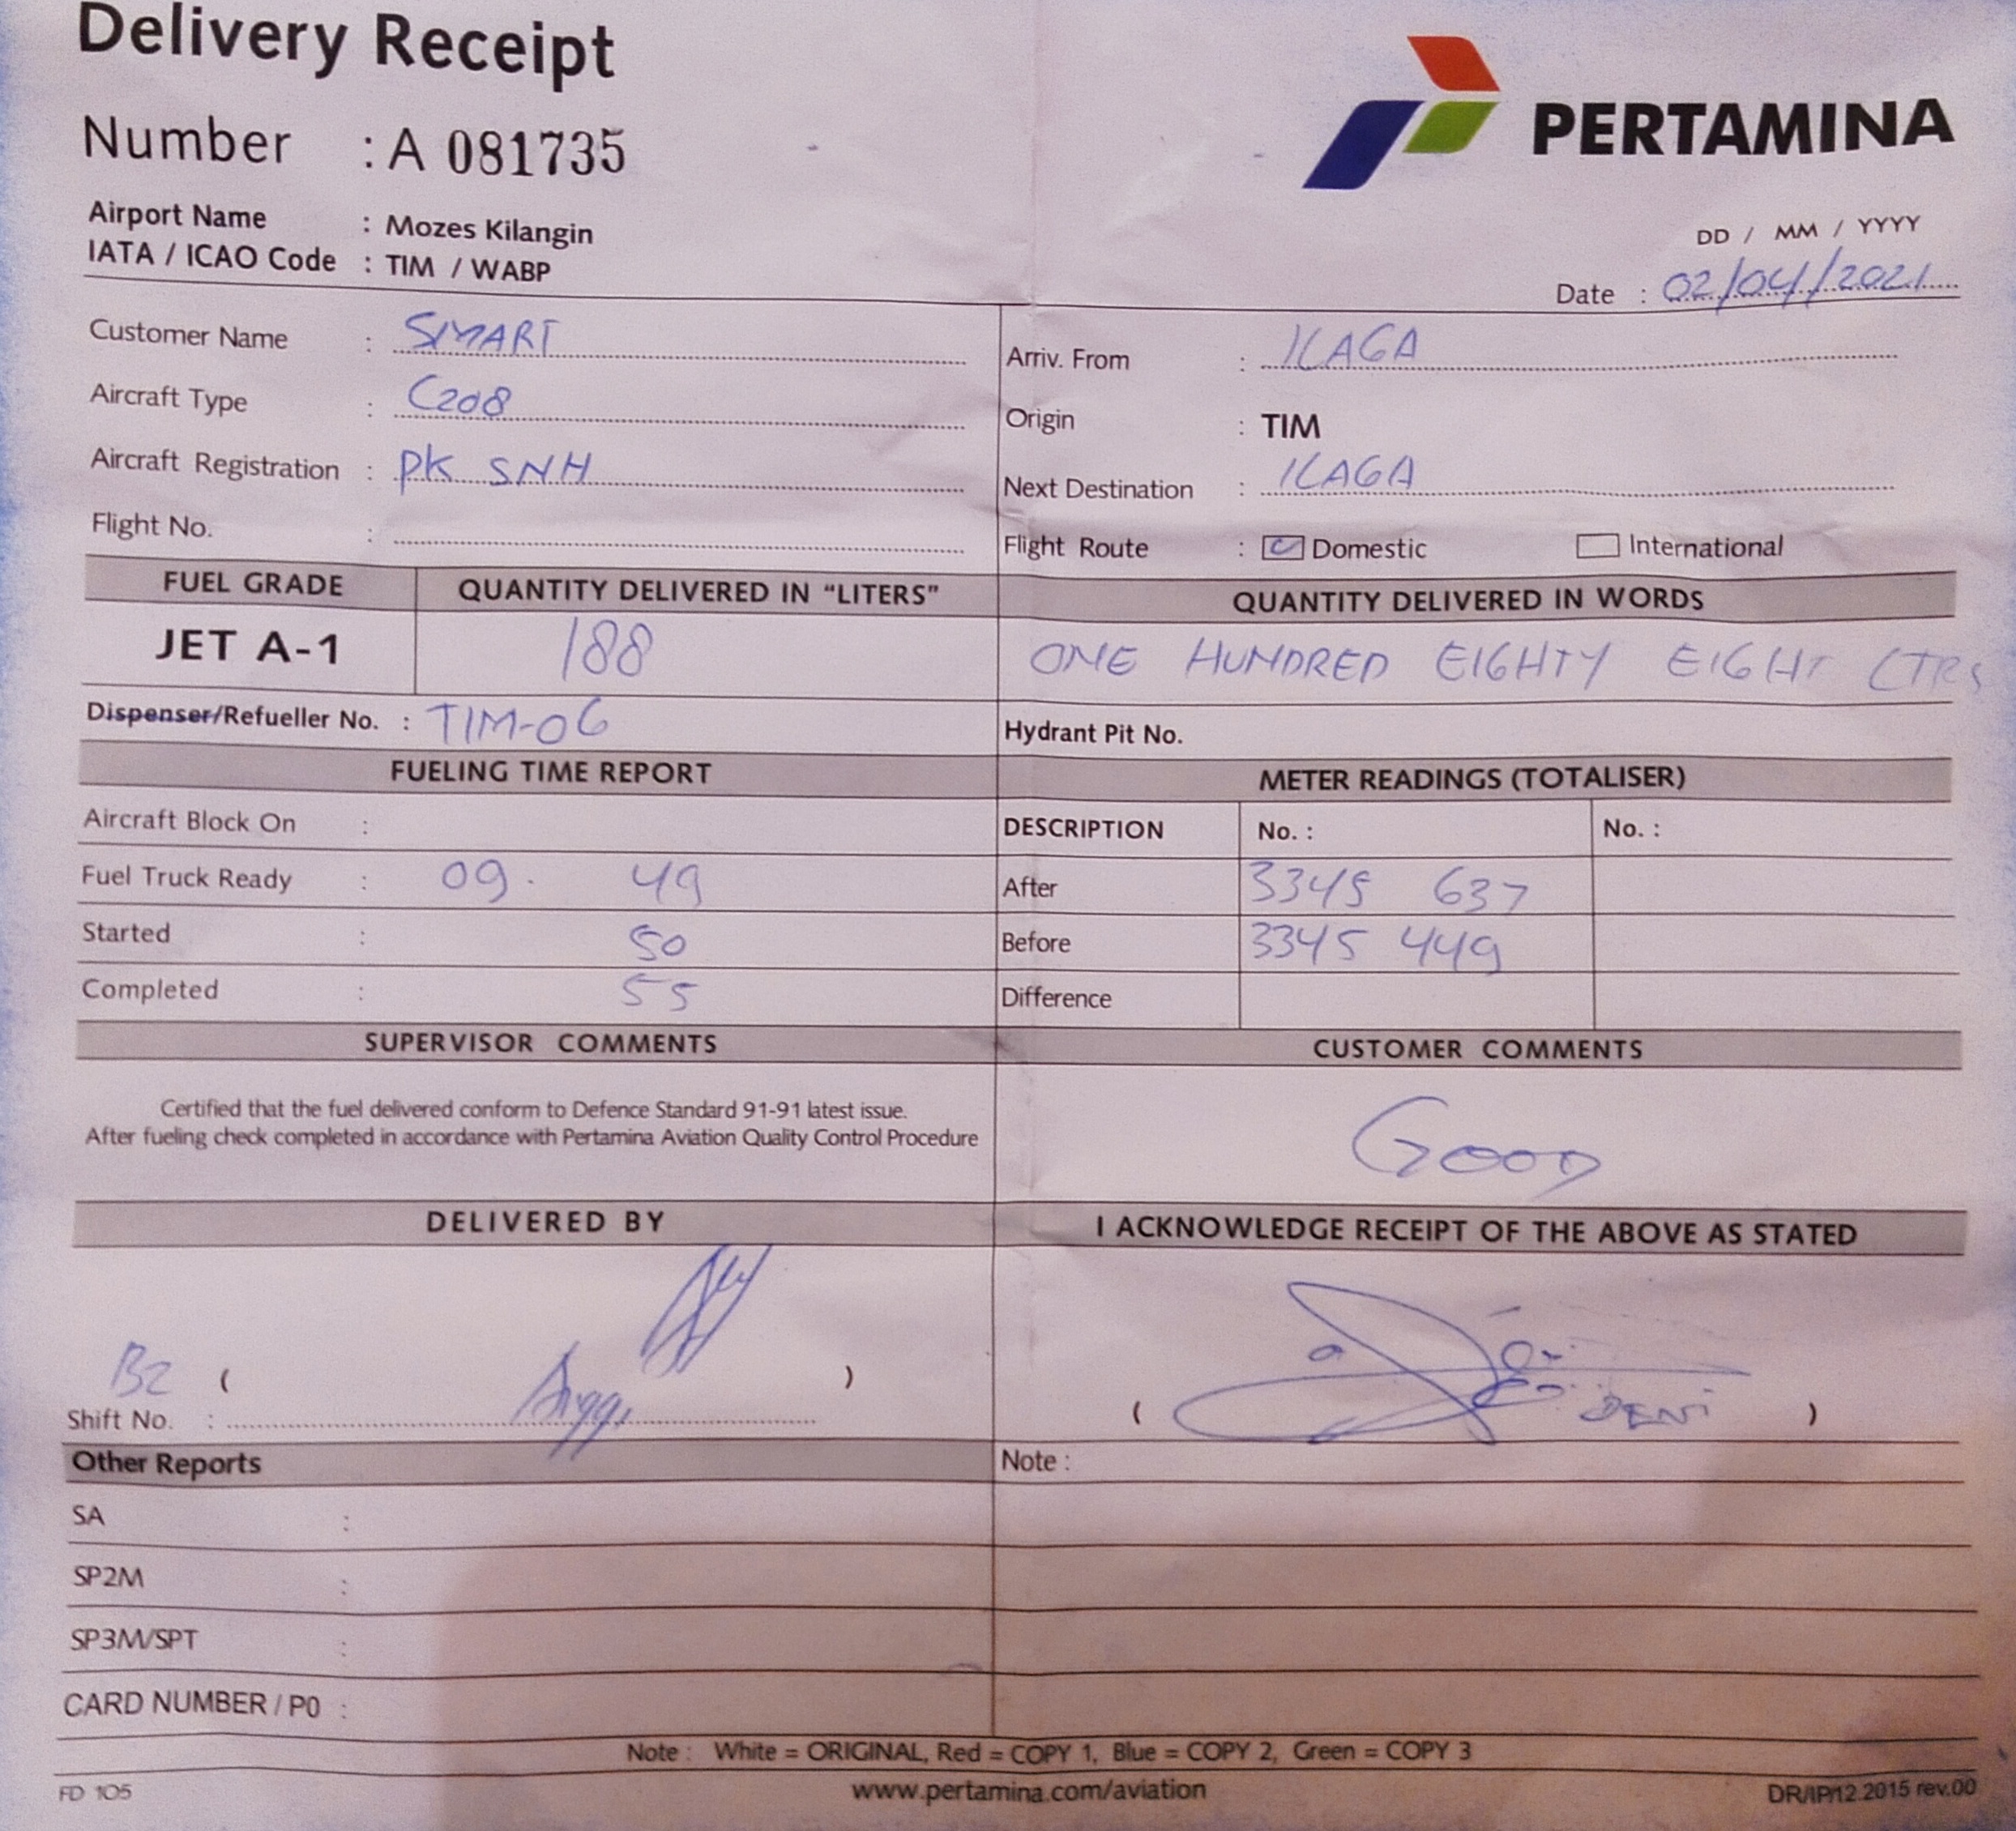 Delivery Receipt
PERTAMINA
Number : A 081735
Airport Name : Mozes Kilangin
IATA / ICAO Code : TIM / WABP
DD / MM / YYYY
Date : 02/04/2021
Customer Name : SMART
Aircraft Type : C208
Aircraft Registration : PK SNH
Flight No. :
Arriv. From : ILAGA
Origin : TIM
Next Destination : ILAGA
Flight Route : Domestic International
FUEL GRADE QUANTITY DELIVERED IN “LITERS” QUANTITY DELIVERED IN WORDS
JET A-1 188 ONE HUNDRED EIGHTY EIGHT LTRS
Dispenser/Refueller No. : TIM-06 Hydrant Pit No.
FUELING TIME REPORT METER READINGS (TOTALISER)
Aircraft Block On : DESCRIPTION No. : No. :
Fuel Truck Ready : 09. 49 After 3345 637
Started : 50 Before 3345 449
Completed : 55 Difference
SUPERVISOR COMMENTS CUSTOMER COMMENTS
Certified that the fuel delivered conform to Defence Standard 91-91 latest issue.
After fueling check completed in accordance with Pertamina Aviation Quality Control Procedure
GOOD
DELIVERED BY I ACKNOWLEDGE RECEIPT OF THE ABOVE AS STATED
B2 ( Anggi )
Shift No. :
( DENI )
Other Reports Note :
SA :
SP2M :
SP3M/SPT :
CARD NUMBER / P0 :
Note : White = ORIGINAL, Red = COPY 1, Blue = COPY 2, Green = COPY 3
FD 105 www.pertamina.com/aviation DR/IP/12.2015 rev.00